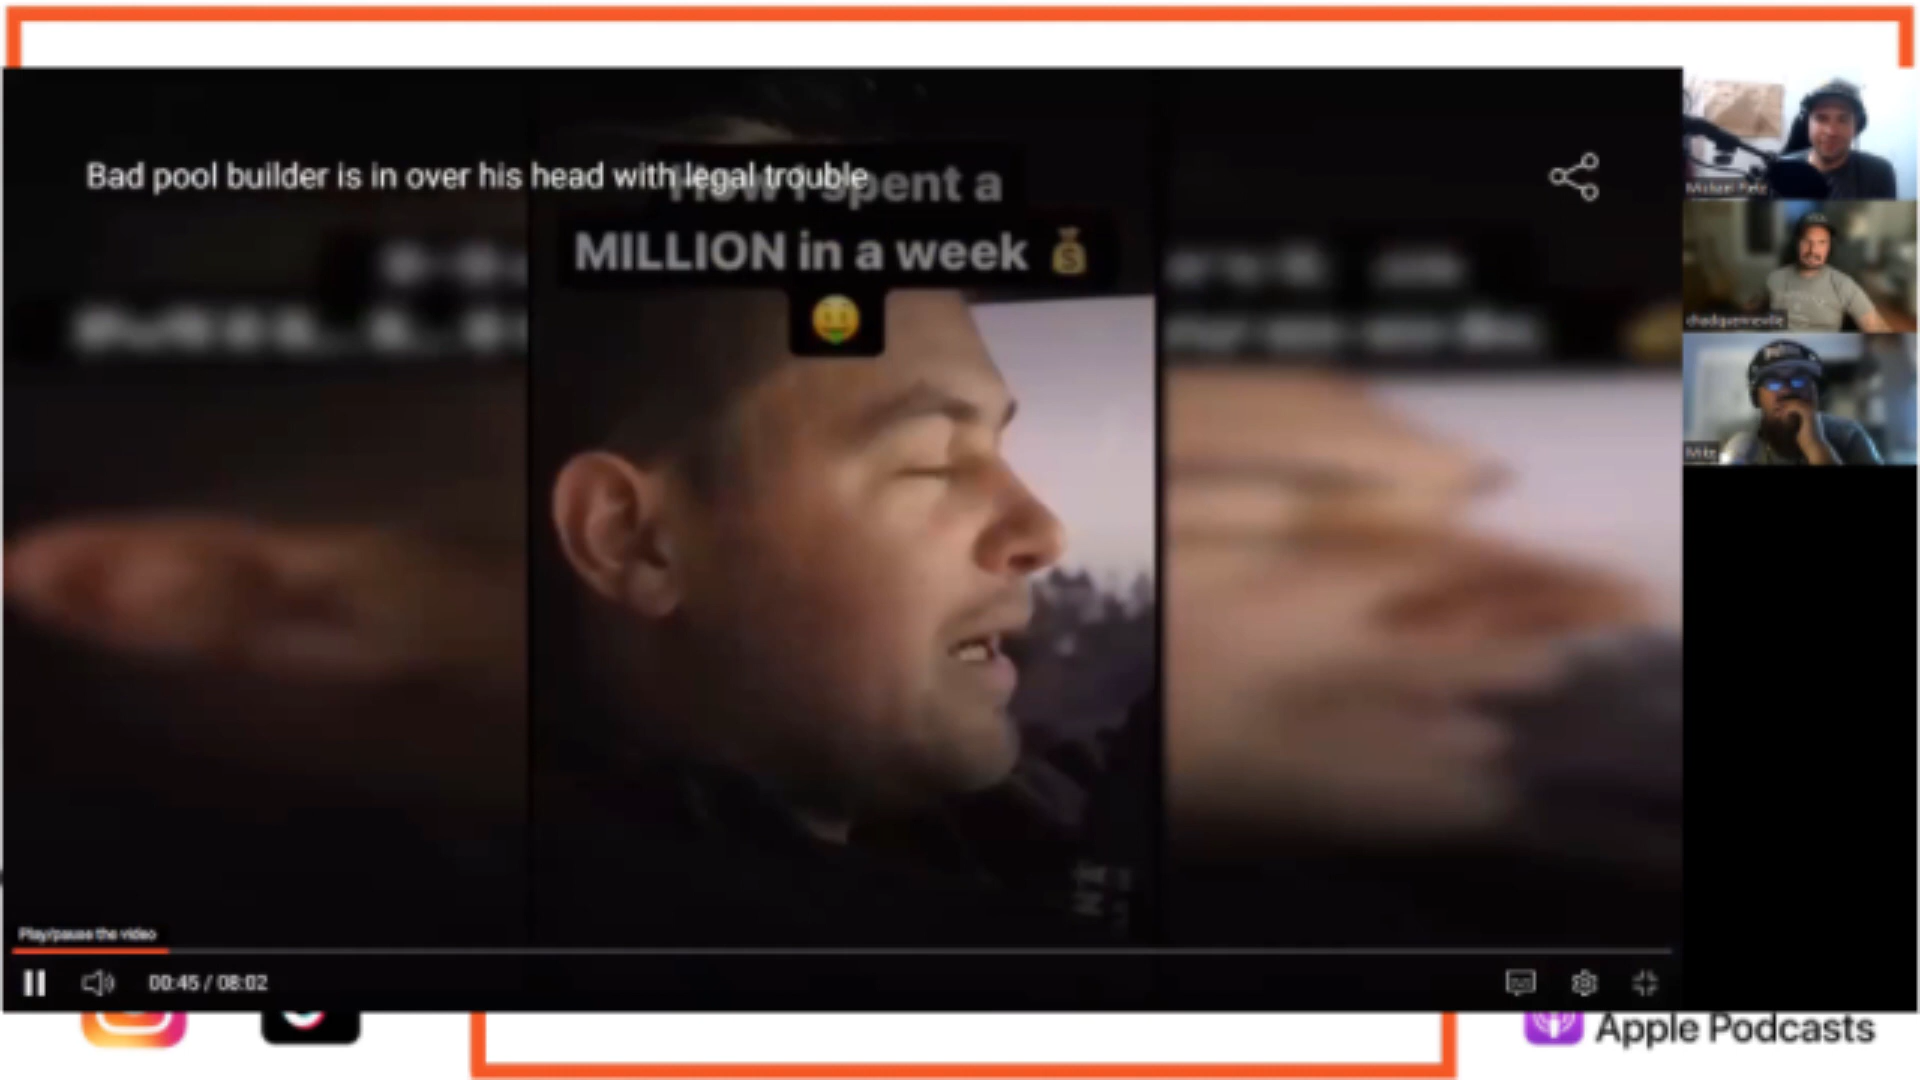 Bad pool builder is in over his head with legal trouble
How I spent a
MILLION in a week
Mike
Play/pause the video
00:45 / 08:02
Apple Podcasts